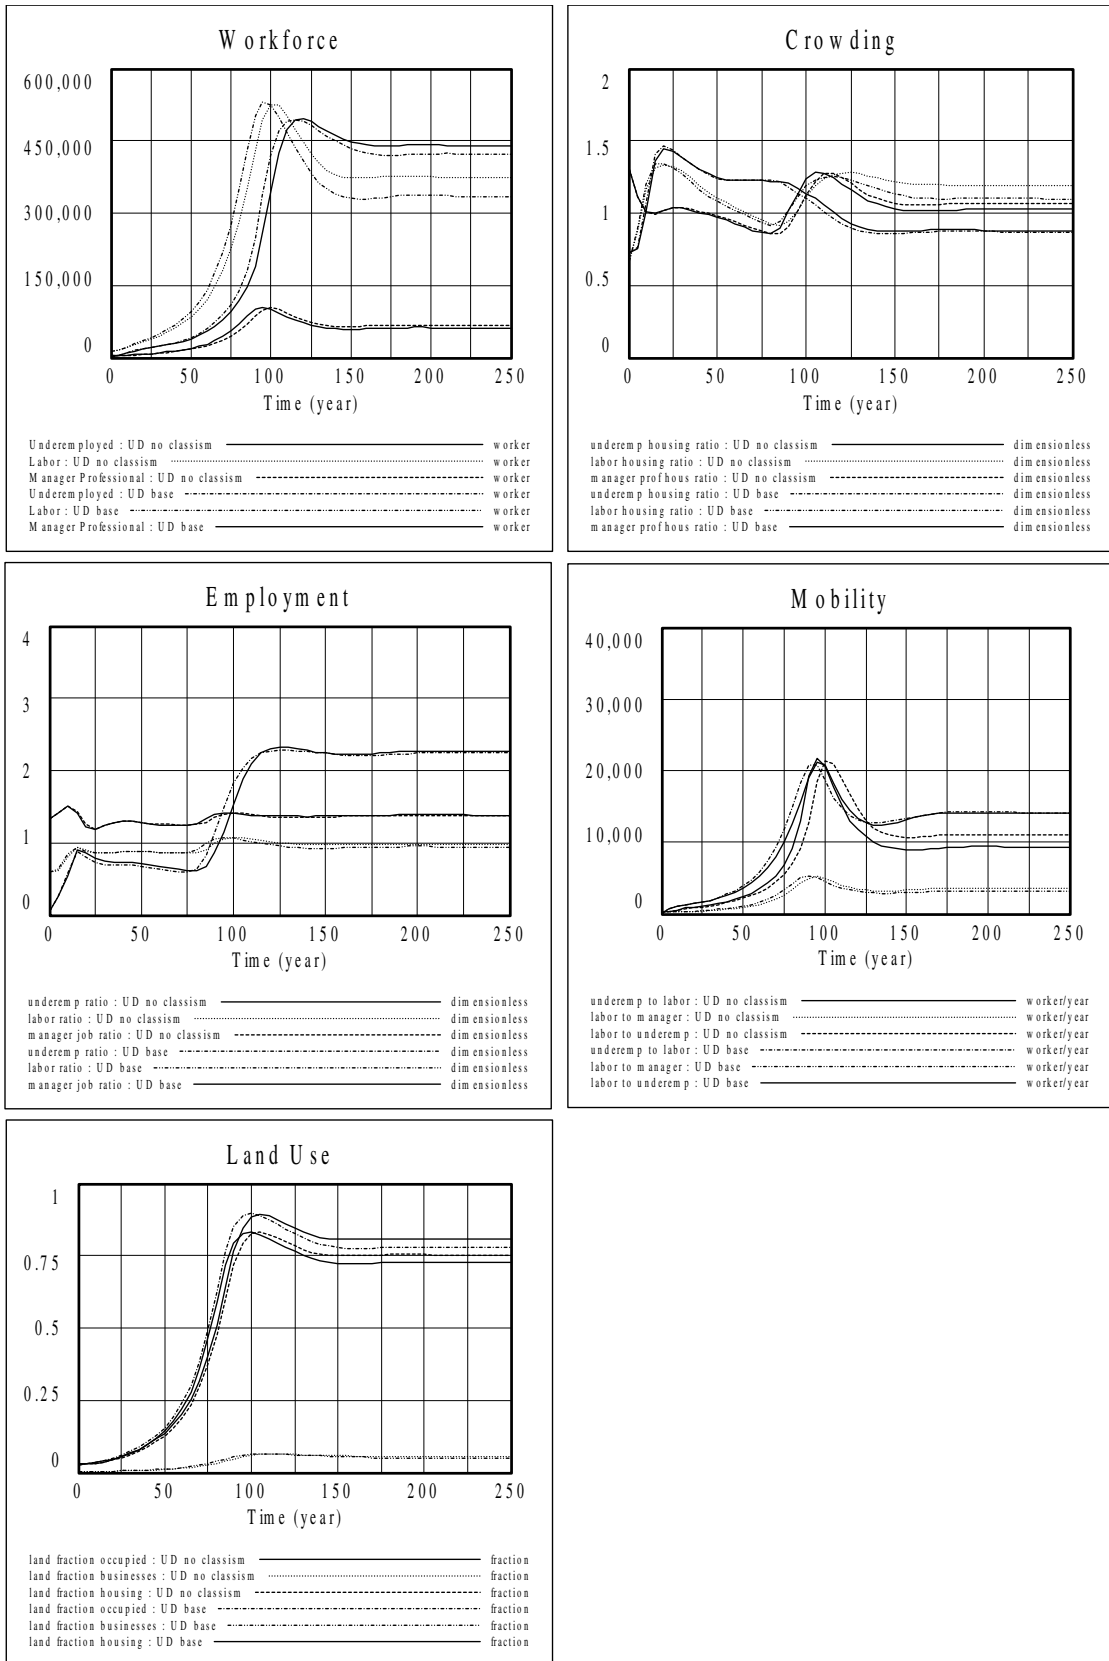 Workforce
600,000
450,000
300,000
150,000
0
0 50 100 150 200 250
Time (year)
Underemployed : UD no classism worker
Labor : UD no classism worker
Manager Professional : UD no classism worker
Underemployed : UD base worker
Labor : UD base worker
Manager Professional : UD base worker
Crowding
2
1.5
1
0.5
0
0 50 100 150 200 250
Time (year)
underemp housing ratio : UD no classism dimensionless
labor housing ratio : UD no classism dimensionless
manager prof hous ratio : UD no classism dimensionless
underemp housing ratio : UD base dimensionless
labor housing ratio : UD base dimensionless
manager prof hous ratio : UD base dimensionless
Employment
4
3
2
1
0
0 50 100 150 200 250
Time (year)
underemp ratio : UD no classism dimensionless
labor ratio : UD no classism dimensionless
manager job ratio : UD no classism dimensionless
underemp ratio : UD base dimensionless
labor ratio : UD base dimensionless
manager job ratio : UD base dimensionless
Mobility
40,000
30,000
20,000
10,000
0
0 50 100 150 200 250
Time (year)
underemp to labor : UD no classism worker/year
labor to manager : UD no classism worker/year
labor to underemp : UD no classism worker/year
underemp to labor : UD base worker/year
labor to manager : UD base worker/year
labor to underemp : UD base worker/year
Land Use
1
0.75
0.5
0.25
0
0 50 100 150 200 250
Time (year)
land fraction occupied : UD no classism fraction
land fraction businesses : UD no classism fraction
land fraction housing : UD no classism fraction
land fraction occupied : UD base fraction
land fraction businesses : UD base fraction
land fraction housing : UD base fraction